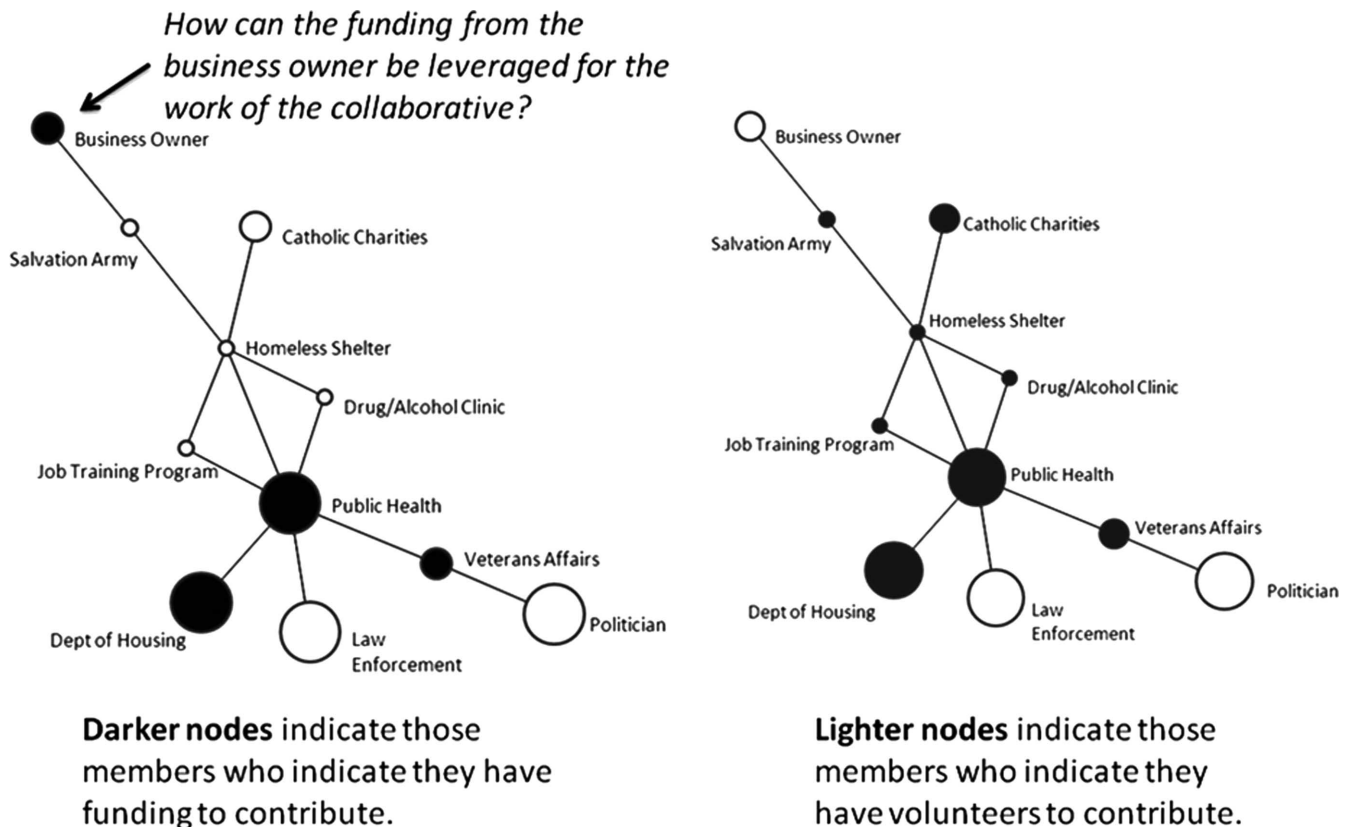 How can the funding from the
business owner be leveraged for the
work of the collaborative?
Business Owner
Salvation Army
Catholic Charities
Homeless Shelter
Drug/Alcohol Clinic
Job Training Program
Public Health
Veterans Affairs
Dept of Housing
Law
Enforcement
Politician
Darker nodes indicate those
members who indicate they have
funding to contribute.
Business Owner
Salvation Army
Catholic Charities
Homeless Shelter
Drug/Alcohol Clinic
Job Training Program
Public Health
Veterans Affairs
Dept of Housing
Law
Enforcement
Politician
Lighter nodes indicate those
members who indicate they
have volunteers to contribute.